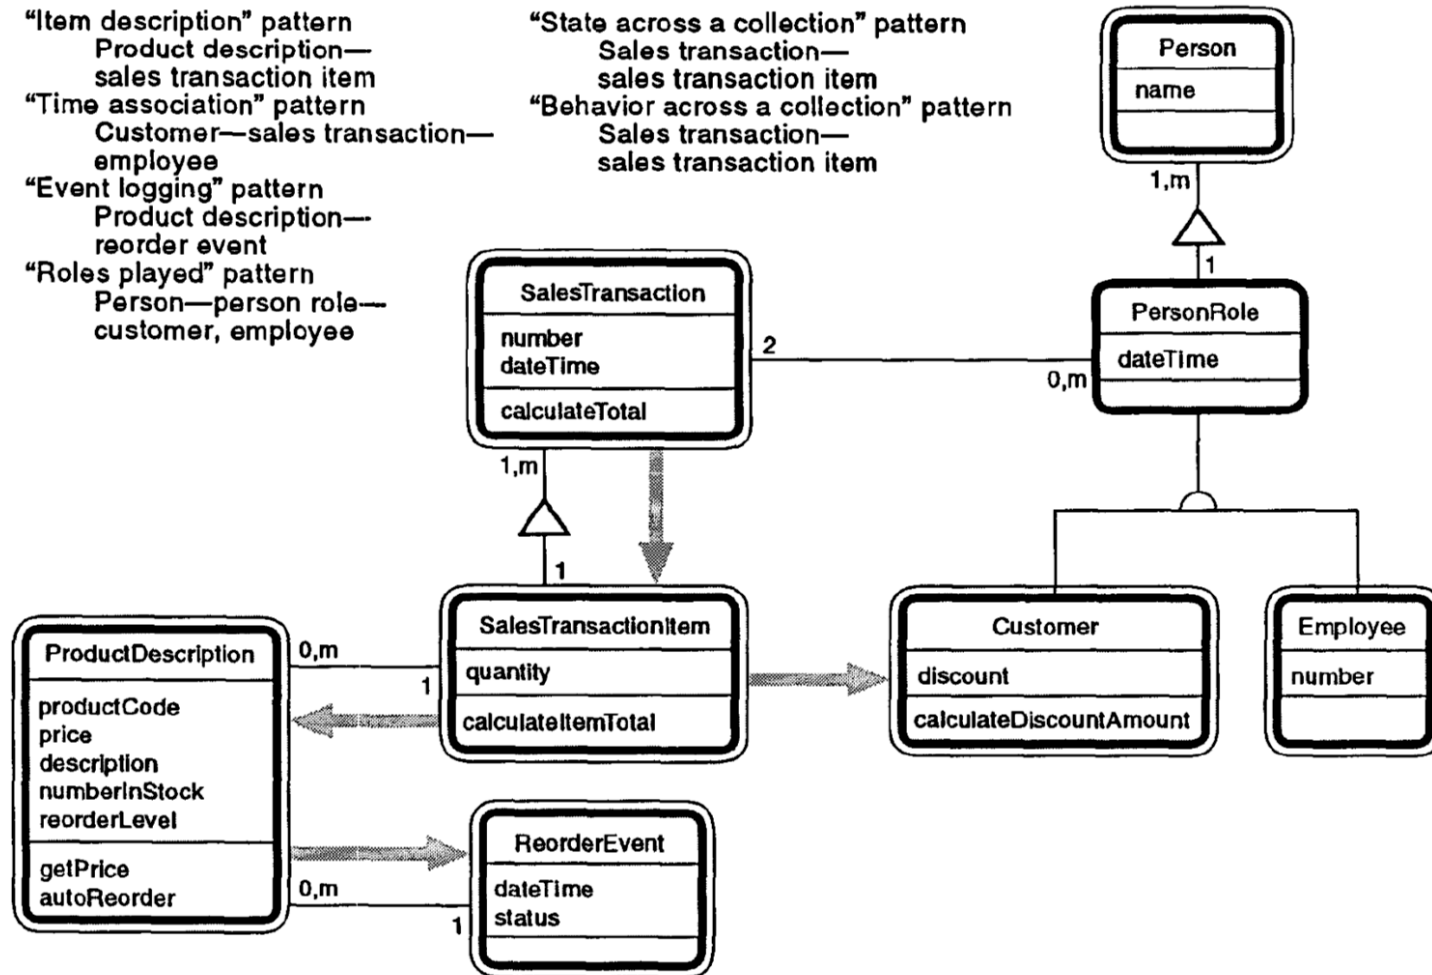 “Item description” pattern
Product description—
sales transaction item
“Time association” pattern
Customer—sales transaction—
employee
“Event logging” pattern
Product description—
reorder event
“Roles played” pattern
Person—person role—
customer, employee
“State across a collection” pattern
Sales transaction—
sales transaction item
“Behavior across a collection” pattern
Sales transaction—
sales transaction item
Person
name
1,m
1
PersonRole
dateTime
0,m
2
SalesTransaction
number
dateTime
calculateTotal
1,m
1
SalesTransactionItem
quantity
calculateItemTotal
Customer
discount
calculateDiscountAmount
Employee
number
ProductDescription
productCode
price
description
numberInStock
reorderLevel
getPrice
autoReorder
0,m
1
0,m
1
ReorderEvent
dateTime
status